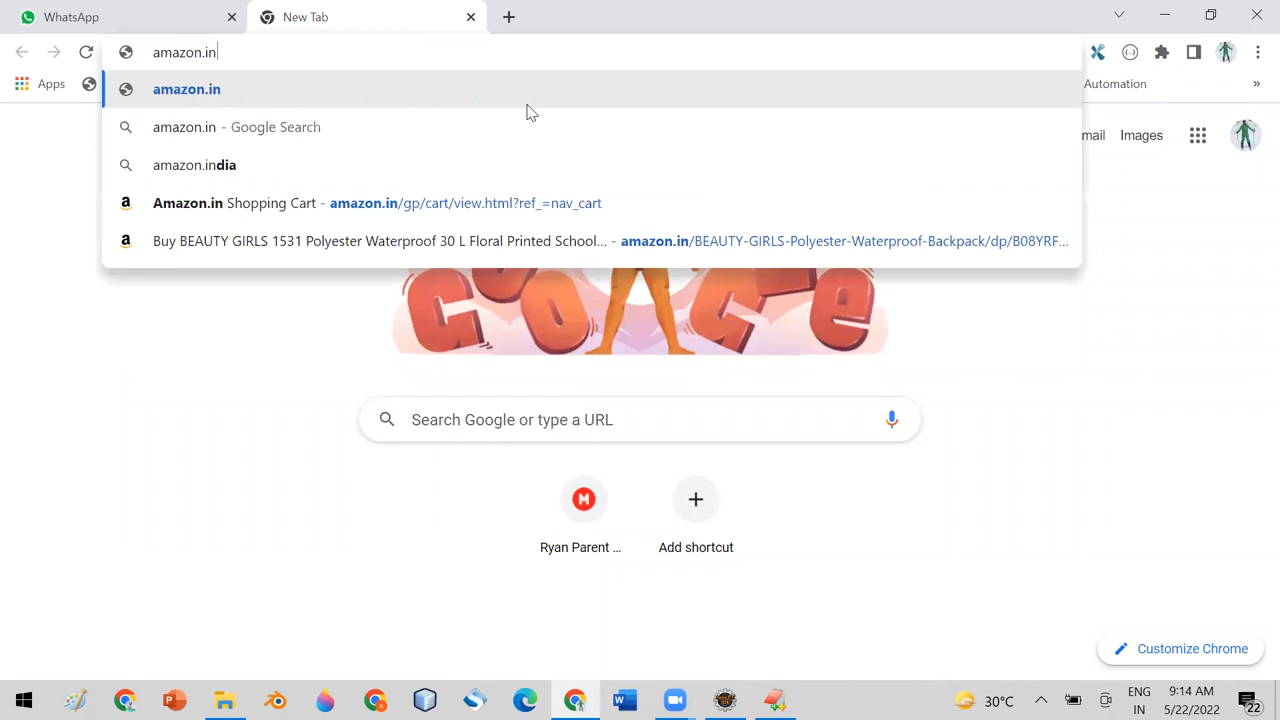 WhatsApp
New Tab
amazon.in
Apps
Automation
amazon.in
amazon.in - Google Search
amazon.india
Amazon.in Shopping Cart - amazon.in/gp/cart/view.html?ref_=nav_cart
Buy BEAUTY GIRLS 1531 Polyester Waterproof 30 L Floral Printed School... - amazon.in/BEAUTY-GIRLS-Polyester-Waterproof-Backpack/dp/B08YRF...
mail
Images
Search Google or type a URL
M
Ryan Parent ...
Add shortcut
Customize Chrome
30°C
ENG
IN
9:14 AM
5/22/2022
22